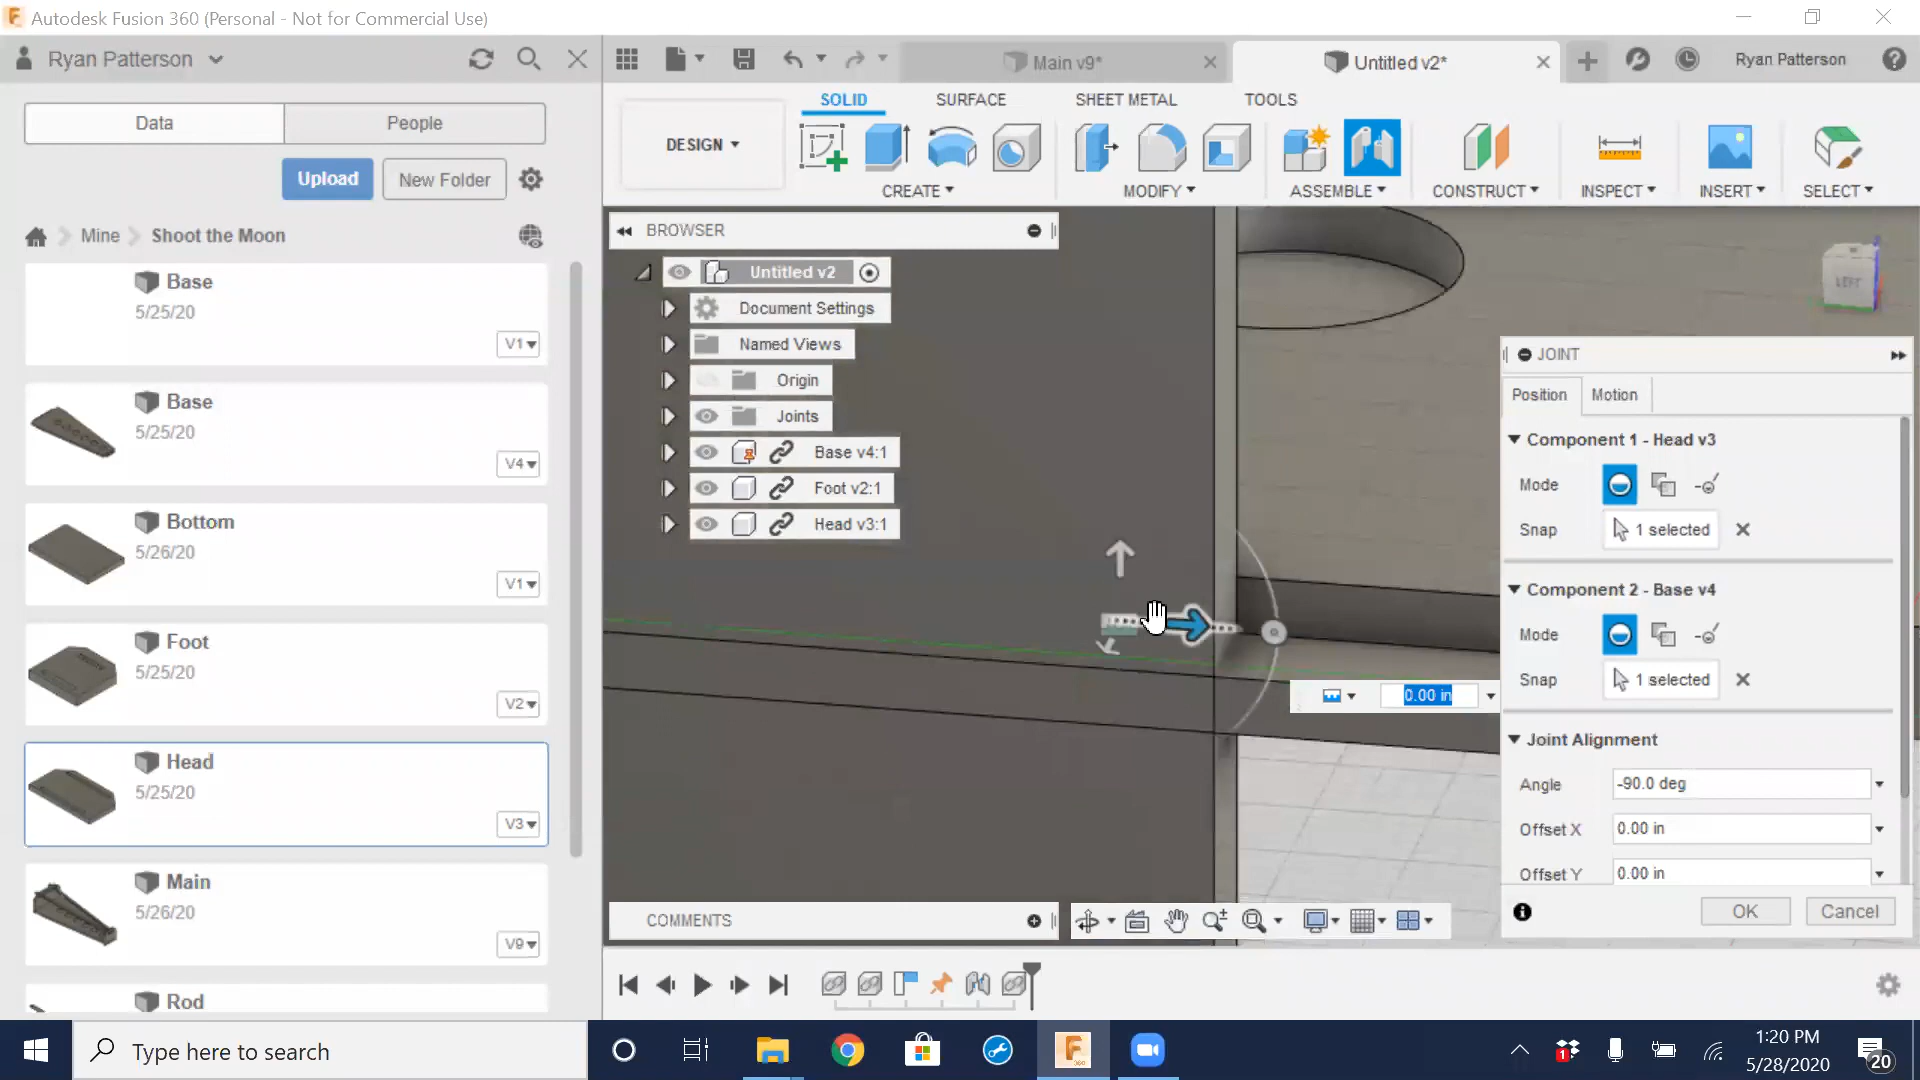 Autodesk Fusion 360 (Personal - Not for Commercial Use)
Ryan Patterson
Main v9*
Untitled v2*
Ryan Patterson
Data
People
Upload
New Folder
Mine
Shoot the Moon
Base
5/25/20
V1
Base
5/25/20
V4
Bottom
5/26/20
V1
Foot
5/25/20
V2
Head
5/25/20
V3
Main
5/26/20
V9
Rod
DESIGN
SOLID
SURFACE
SHEET METAL
TOOLS
CREATE
MODIFY
ASSEMBLE
CONSTRUCT
INSPECT
INSERT
SELECT
BROWSER
Untitled v2
Document Settings
Named Views
Origin
Joints
Base v4:1
Foot v2:1
Head v3:1
LEFT
0.00 in
JOINT
Position
Motion
Component 1 - Head v3
Mode
Snap
1 selected
Component 2 - Base v4
Mode
Snap
1 selected
Joint Alignment
Angle
-90.0 deg
Offset X
0.00 in
Offset Y
0.00 in
OK
Cancel
COMMENTS
Type here to search
F
360
1
1:20 PM
5/28/2020
20